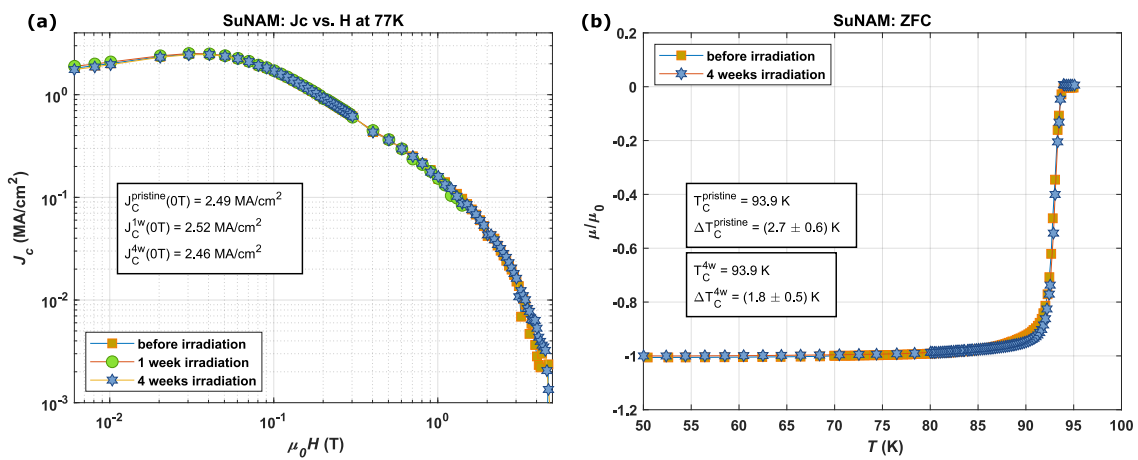 (a)
SuNAM: Jc vs. H at 77K
10^1
10^0
10^-1
10^-2
10^-3
J_c (MA/cm^2)
J_C^pristine(0T) = 2.49 MA/cm^2
J_C^1w(0T) = 2.52 MA/cm^2
J_C^4w(0T) = 2.46 MA/cm^2
before irradiation
1 week irradiation
4 weeks irradiation
10^-2
10^-1
10^0
μ_0H (T)
(b)
SuNAM: ZFC
0.2
0
-0.2
-0.4
-0.6
-0.8
-1
-1.2
μ/μ_0
before irradiation
4 weeks irradiation
T_C^pristine = 93.9 K
ΔT_C^pristine = (2.7 ± 0.6) K
T_C^4w = 93.9 K
ΔT_C^4w = (1.8 ± 0.5) K
50 55 60 65 70 75 80 85 90 95 100
T (K)